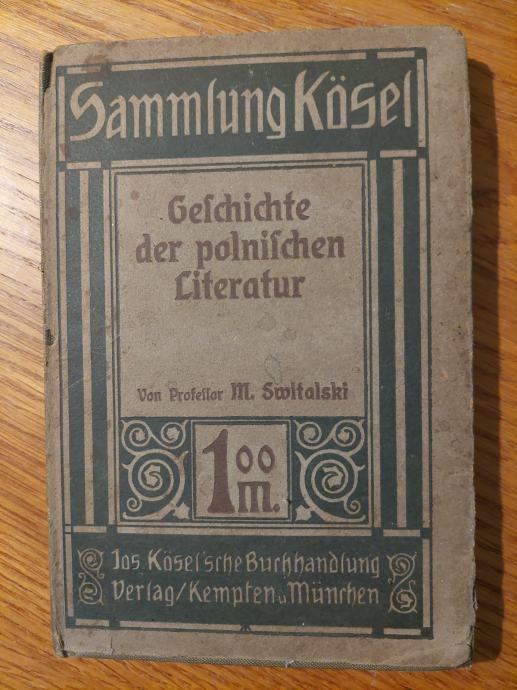 Sammlung Kösel
Geſchichte
der polniſchen
Literatur
Von Profeſſor M. Switalski
1 00 m.
Jos. Kösel'sche Buchhandlung
Verlag/Kempten u. München